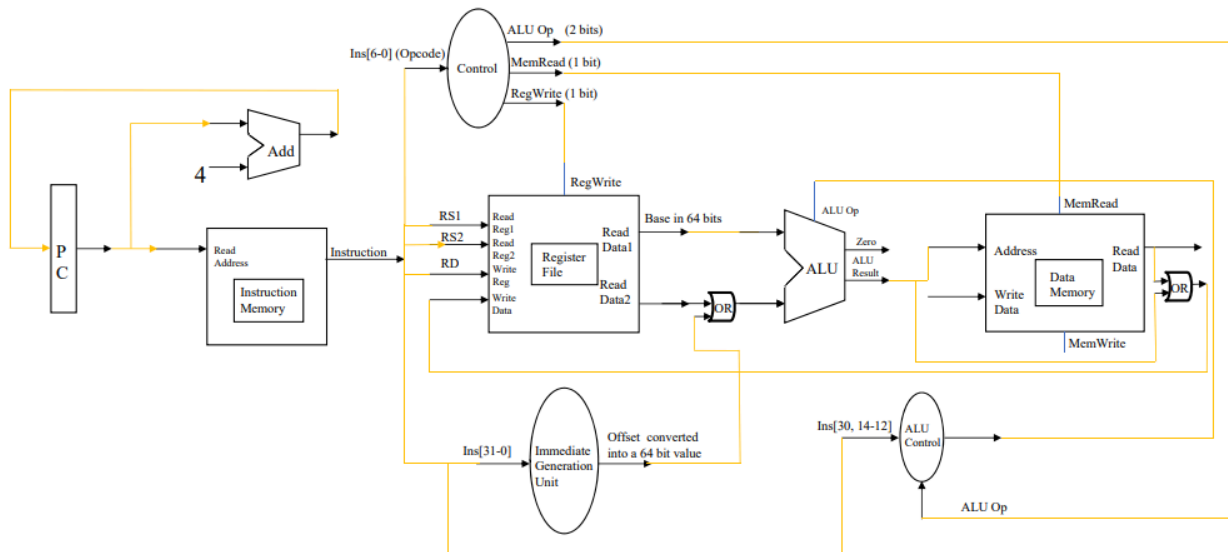 ALU Op (2 bits)
Ins[6-0] (Opcode)
Control
MemRead (1 bit)
RegWrite (1 bit)
Add
4
P
C
RegWrite
ALU Op
MemRead
Read
Address
Instruction
Memory
Instruction
RS1
RS2
RD
Read
Reg1
Read
Reg2
Write
Reg
Write
Data
Register
File
Read
Data1
Read
Data2
Base in 64 bits
OR
ALU
Zero
ALU
Result
Address
Write
Data
Data
Memory
Read
Data
OR
MemWrite
Ins[31-0]
Immediate
Generation
Unit
Offset converted
into a 64 bit value
Ins[30, 14-12]
ALU
Control
ALU Op